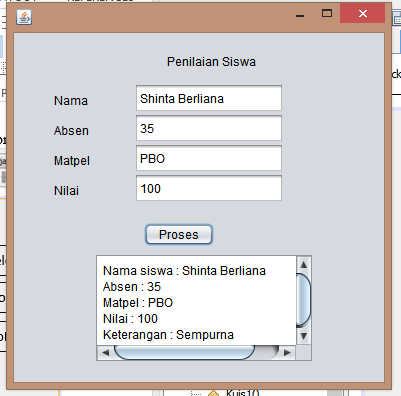 Penilaian Siswa
Nama
Shinta Berliana
Absen
35
Matpel
PBO
Nilai
100
Proses
Nama siswa : Shinta Berliana
Absen : 35
Matpel : PBO
Nilai : 100
Keterangan : Sempurna
Kuis1()